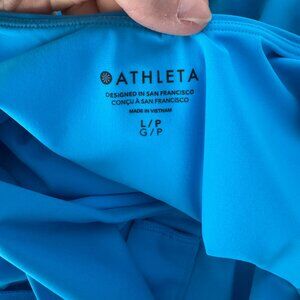 ATHLETA
DESIGNED IN SAN FRANCISCO
CONÇU À SAN FRANCISCO
MADE IN VIETNAM
L/P
G/P